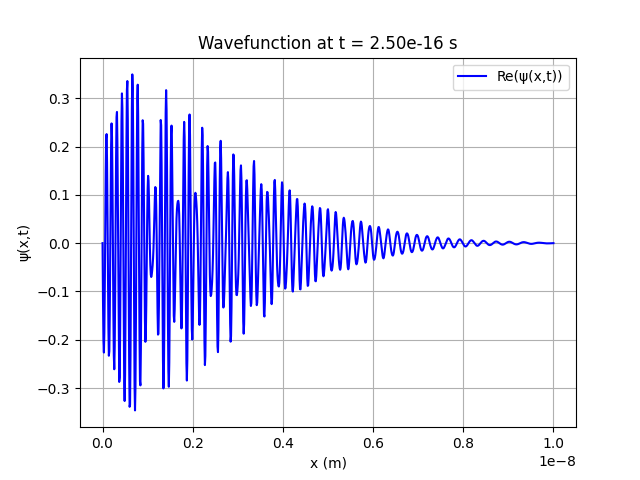 Wavefunction at t = 2.50e-16 s
Re(ψ(x,t))
ψ(x,t)
0.3
0.2
0.1
0.0
−0.1
−0.2
−0.3
0.0 0.2 0.4 0.6 0.8 1.0
1e−8
x (m)